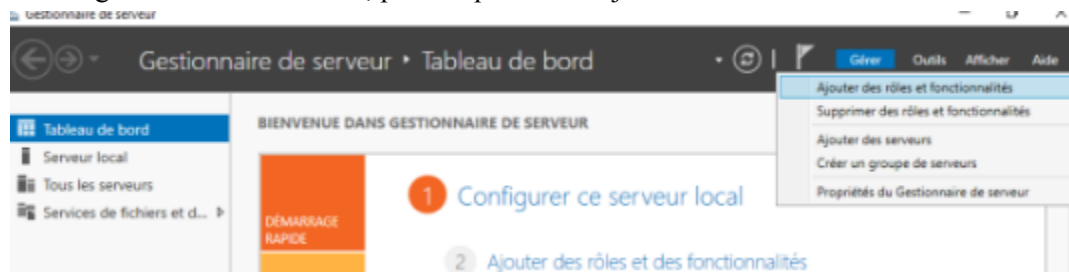 Gestionnaire de serveur
Gestionnaire de serveur • Tableau de bord
Gérer Outils Afficher Aide
Ajouter des rôles et fonctionnalités
Supprimer des rôles et fonctionnalités
Ajouter des serveurs
Créer un groupe de serveurs
Propriétés du Gestionnaire de serveur
Tableau de bord
Serveur local
Tous les serveurs
Services de fichiers et d...
BIENVENUE DANS GESTIONNAIRE DE SERVEUR
DÉMARRAGE
RAPIDE
1 Configurer ce serveur local
2 Ajouter des rôles et des fonctionnalités